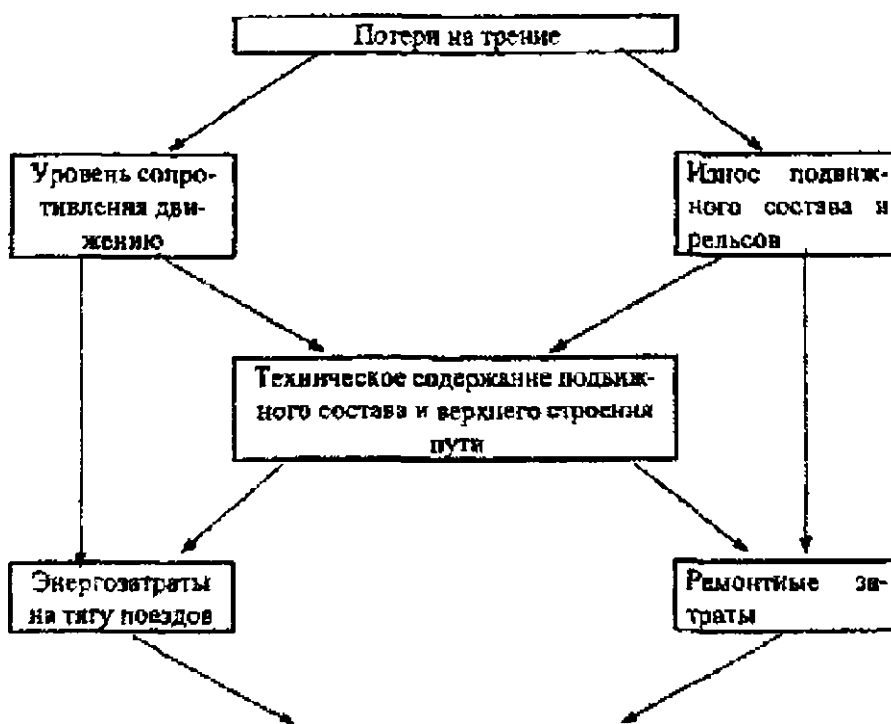 Потери на трение
Уровень сопро-
тивления дви-
жению
Износ подвиж-
ного состава и
рельсов
Техническое содержание подвиж-
ного состава и верхнего строения
пути
Энергозатраты
на тягу поездов
Ремонтные за-
траты